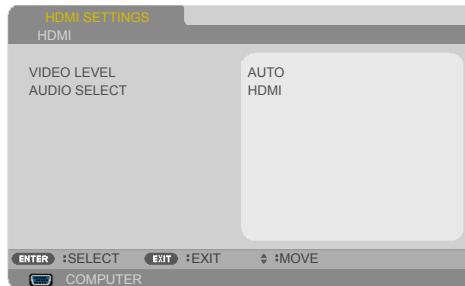 HDMI SETTINGS
HDMI
VIDEO LEVEL AUTO
AUDIO SELECT HDMI
ENTER :SELECT EXIT :EXIT :MOVE
COMPUTER